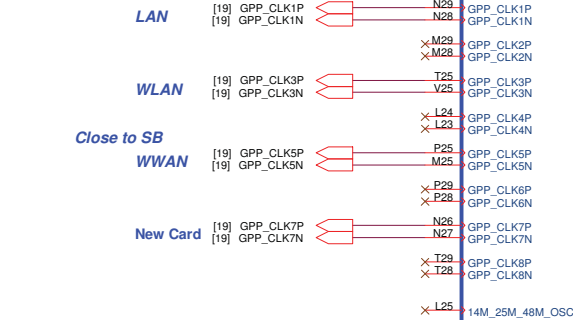 LAN [19] GPP_CLK1P N29 GPP_CLK1P
[19] GPP_CLK1N N28 GPP_CLK1N
M29 GPP_CLK2P
M28 GPP_CLK2N
WLAN [19] GPP_CLK3P T25 GPP_CLK3P
[19] GPP_CLK3N V25 GPP_CLK3N
L24 GPP_CLK4P
L23 GPP_CLK4N
Close to SB
WWAN [19] GPP_CLK5P P25 GPP_CLK5P
[19] GPP_CLK5N M25 GPP_CLK5N
P29 GPP_CLK6P
P28 GPP_CLK6N
New Card [19] GPP_CLK7P N26 GPP_CLK7P
[19] GPP_CLK7N N27 GPP_CLK7N
T29 GPP_CLK8P
T28 GPP_CLK8N
L25 14M_25M_48M_OSC